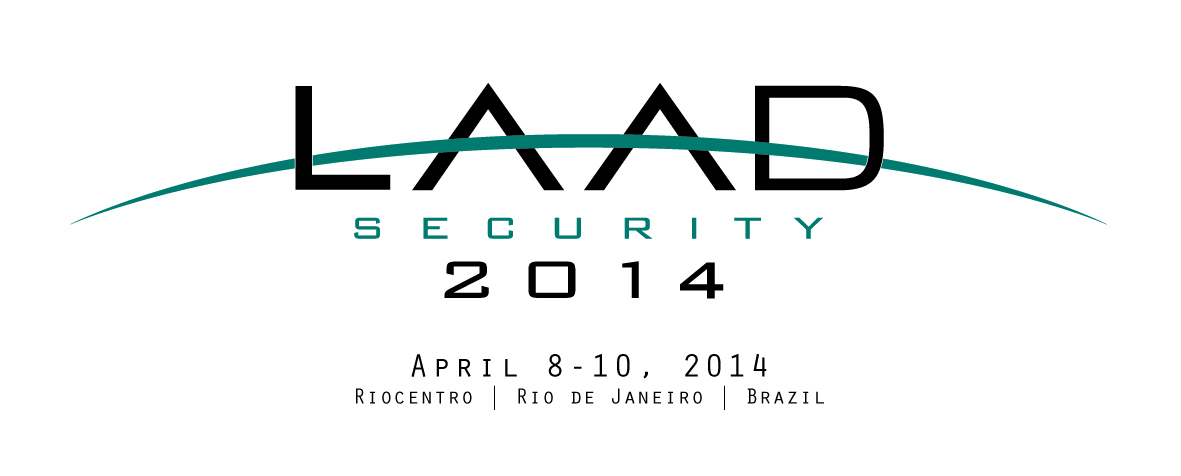 LAAD
SECURITY
2014
April 8-10, 2014
Riocentro | Rio de Janeiro | Brazil